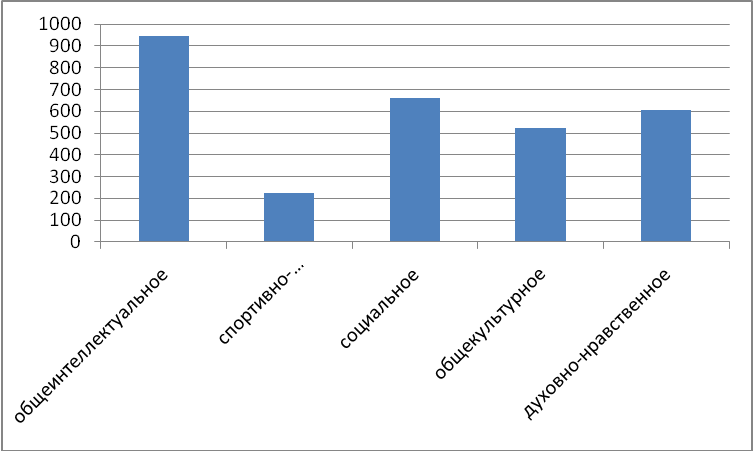 1000
900
800
700
600
500
400
300
200
100
0
общеинтеллектуальное
спортивно-...
социальное
общекультурное
духовно-нравственное